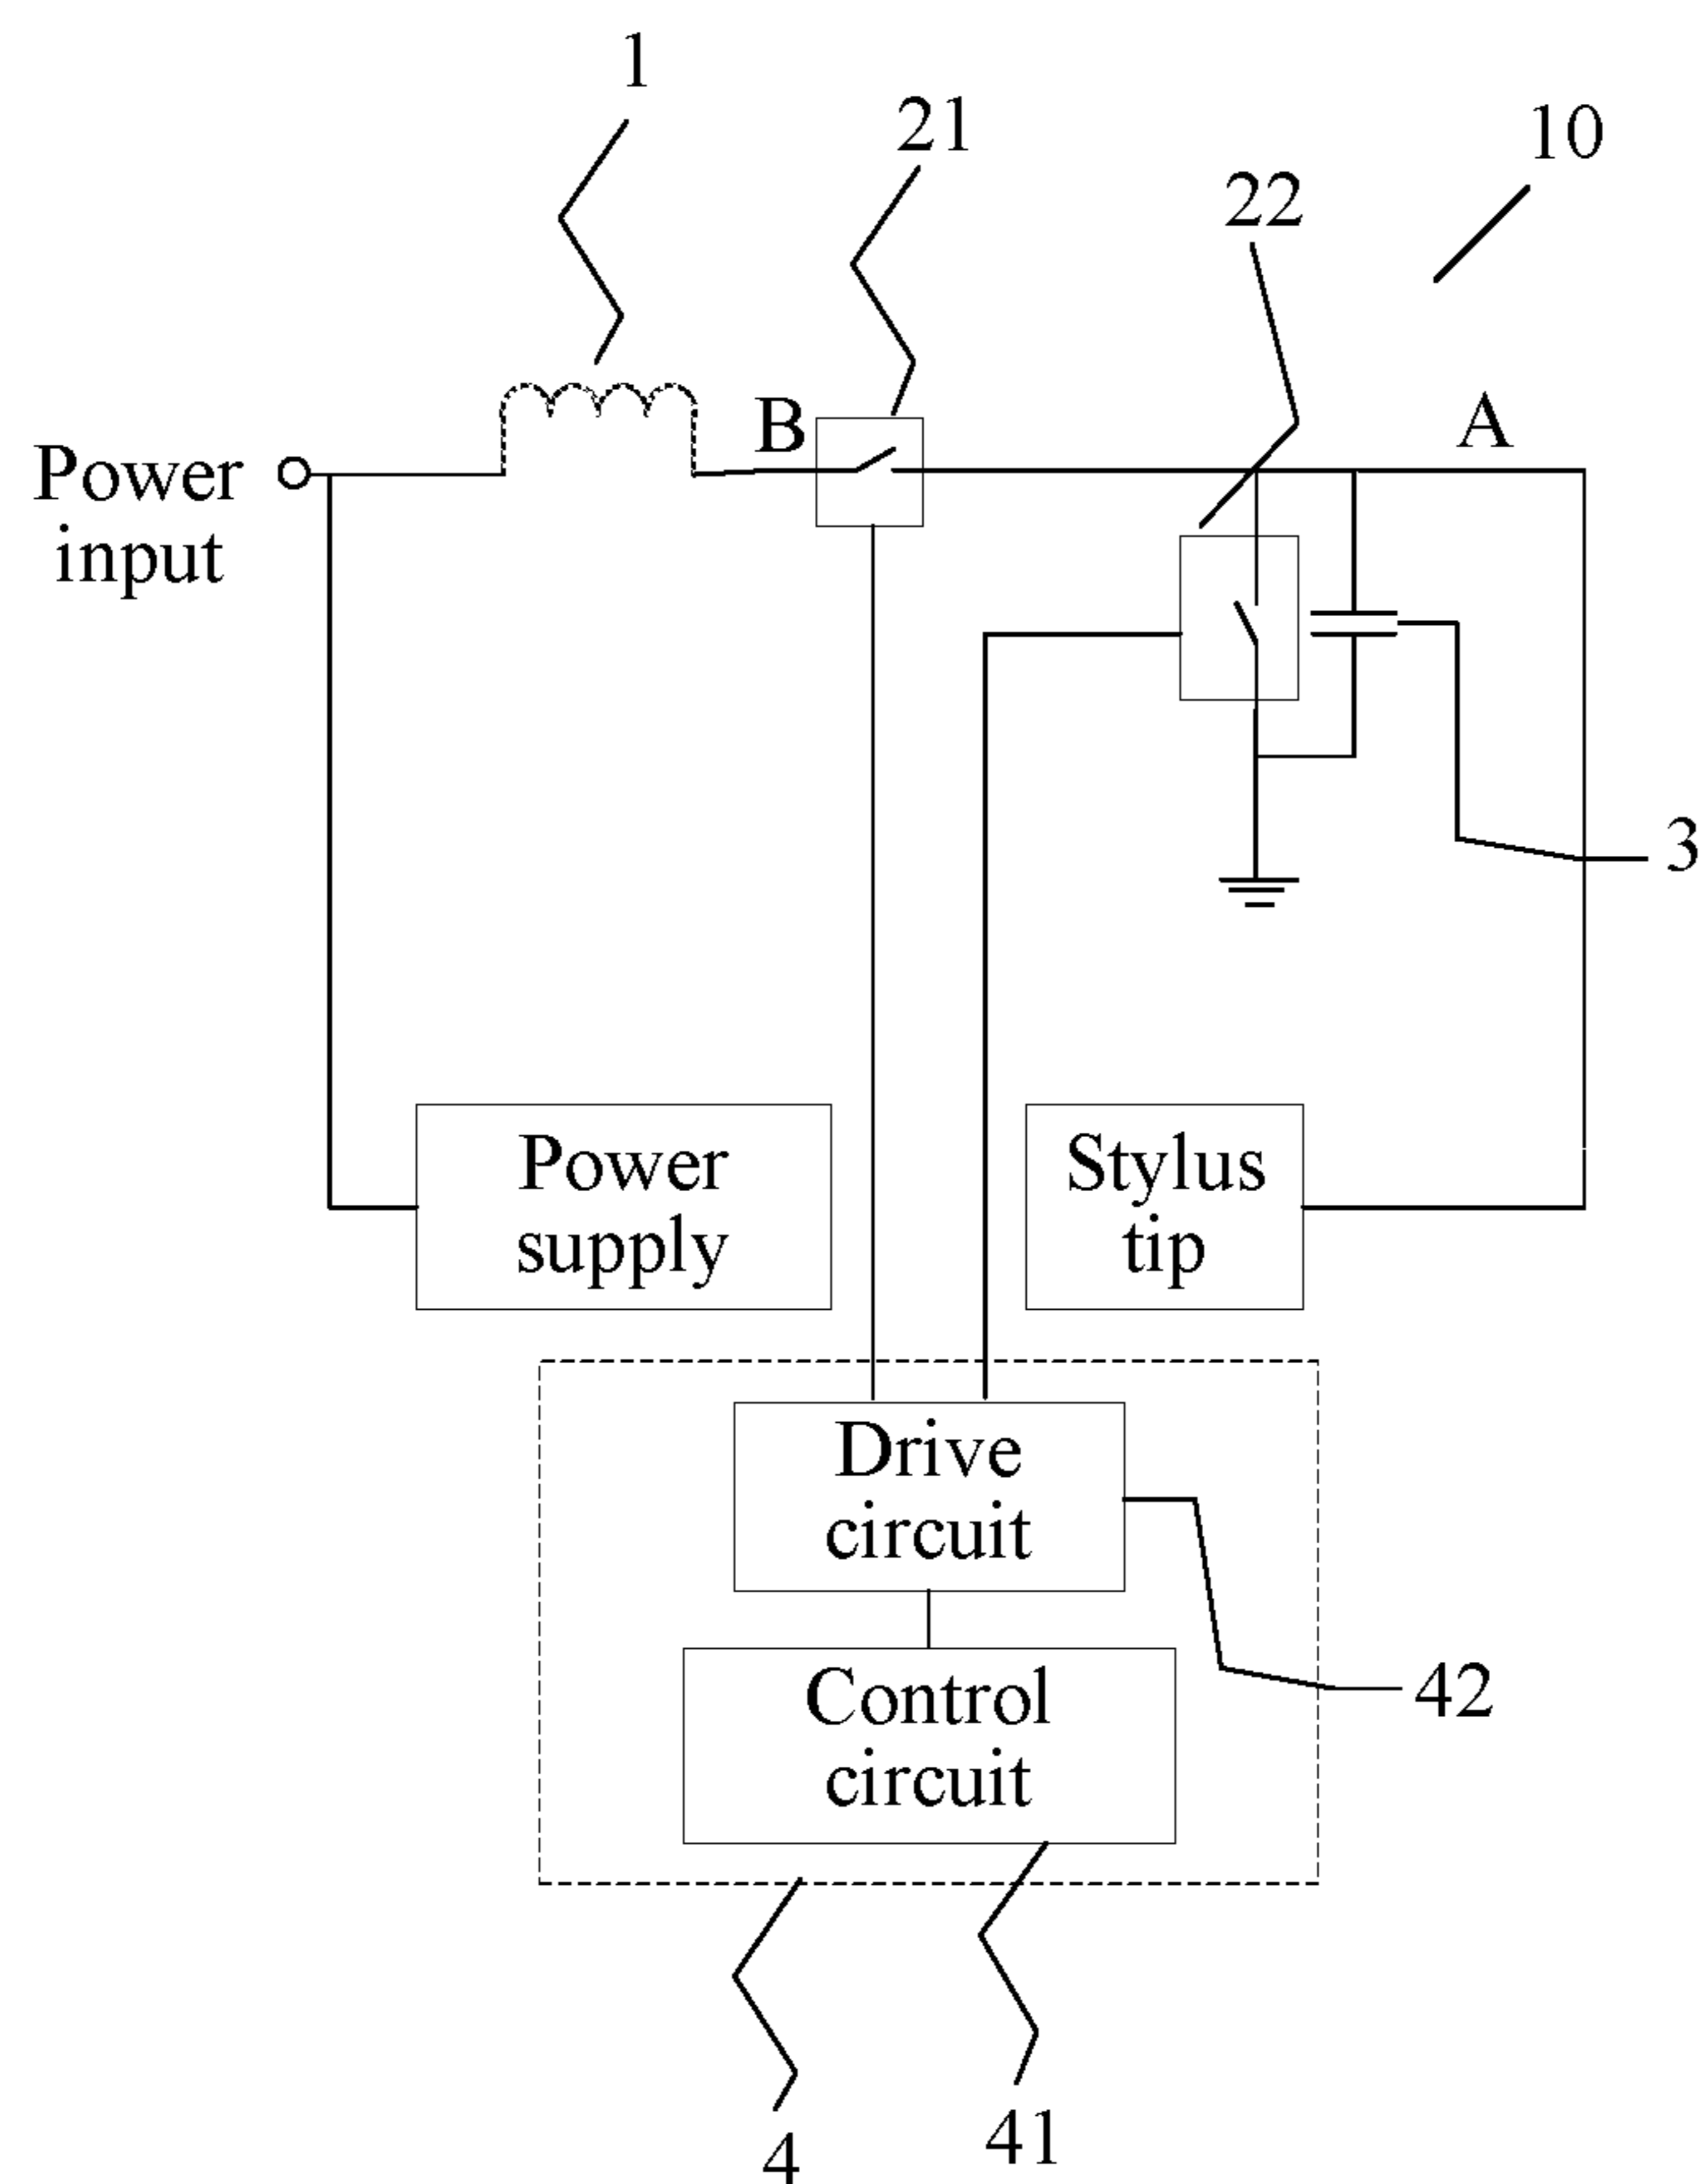 1
21
10
22
B
A
Power
input
3
Power
supply
Stylus
tip
Drive
circuit
Control
circuit
42
41
4